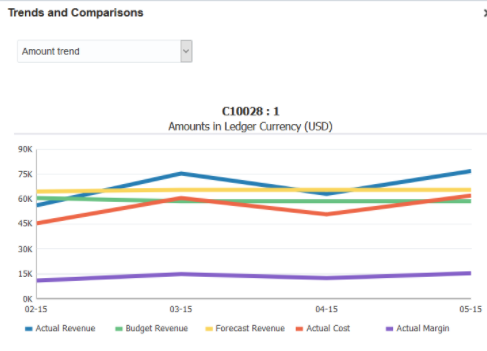 Trends and Comparisons
Amount trend
C10028 : 1
Amounts in Ledger Currency (USD)
90K
75K
60K
45K
30K
15K
0K
02-15 03-15 04-15 05-15
Actual Revenue Budget Revenue Forecast Revenue Actual Cost Actual Margin